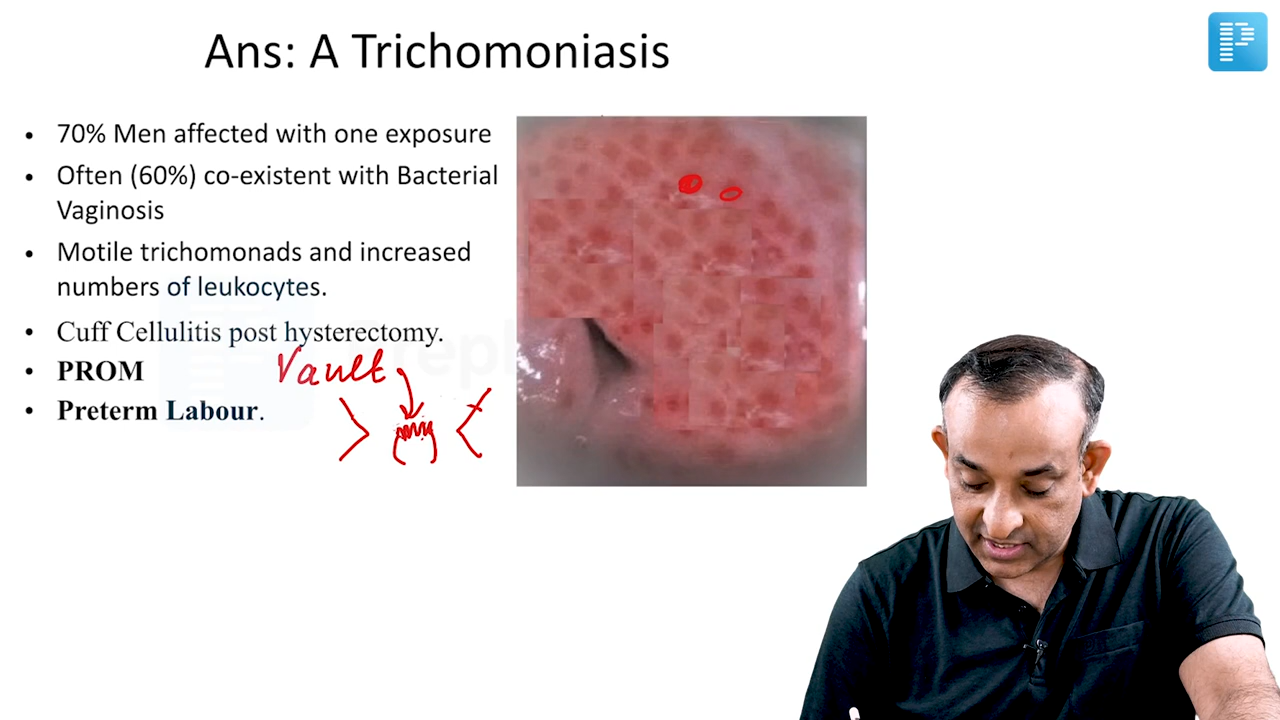 Ans: A Trichomoniasis
• 70% Men affected with one exposure
• Often (60%) co-existent with Bacterial
Vaginosis
• Motile trichomonads and increased
numbers of leukocytes.
• Cuff Cellulitis post hysterectomy.
• PROM
Vault
• Preterm Labour.